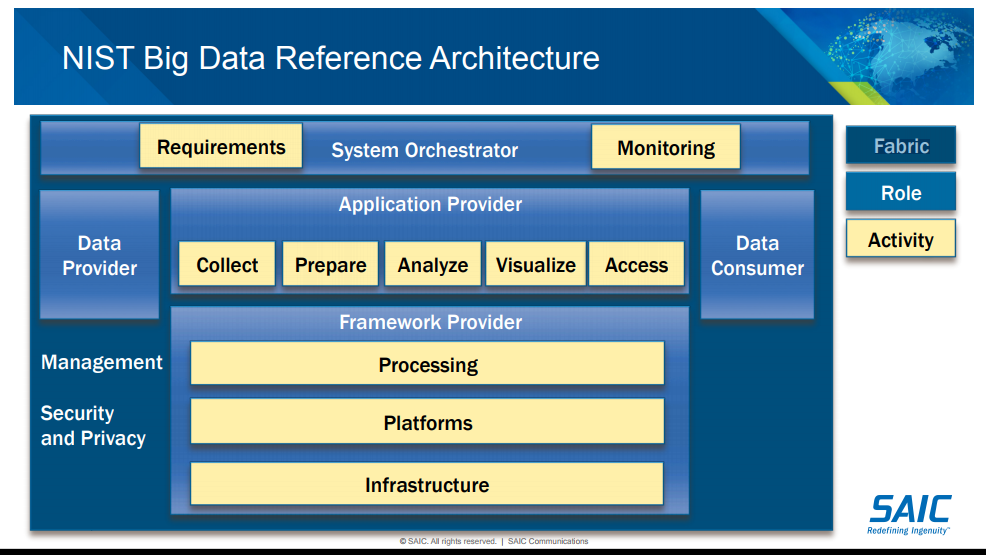 NIST Big Data Reference Architecture
Requirements
System Orchestrator
Monitoring
Fabric
Role
Activity
Data
Provider
Application Provider
Collect
Prepare
Analyze
Visualize
Access
Data
Consumer
Framework Provider
Processing
Platforms
Infrastructure
Management
Security
and Privacy
SAIC
Redefining Ingenuity™
© SAIC. All rights reserved. | SAIC Communications